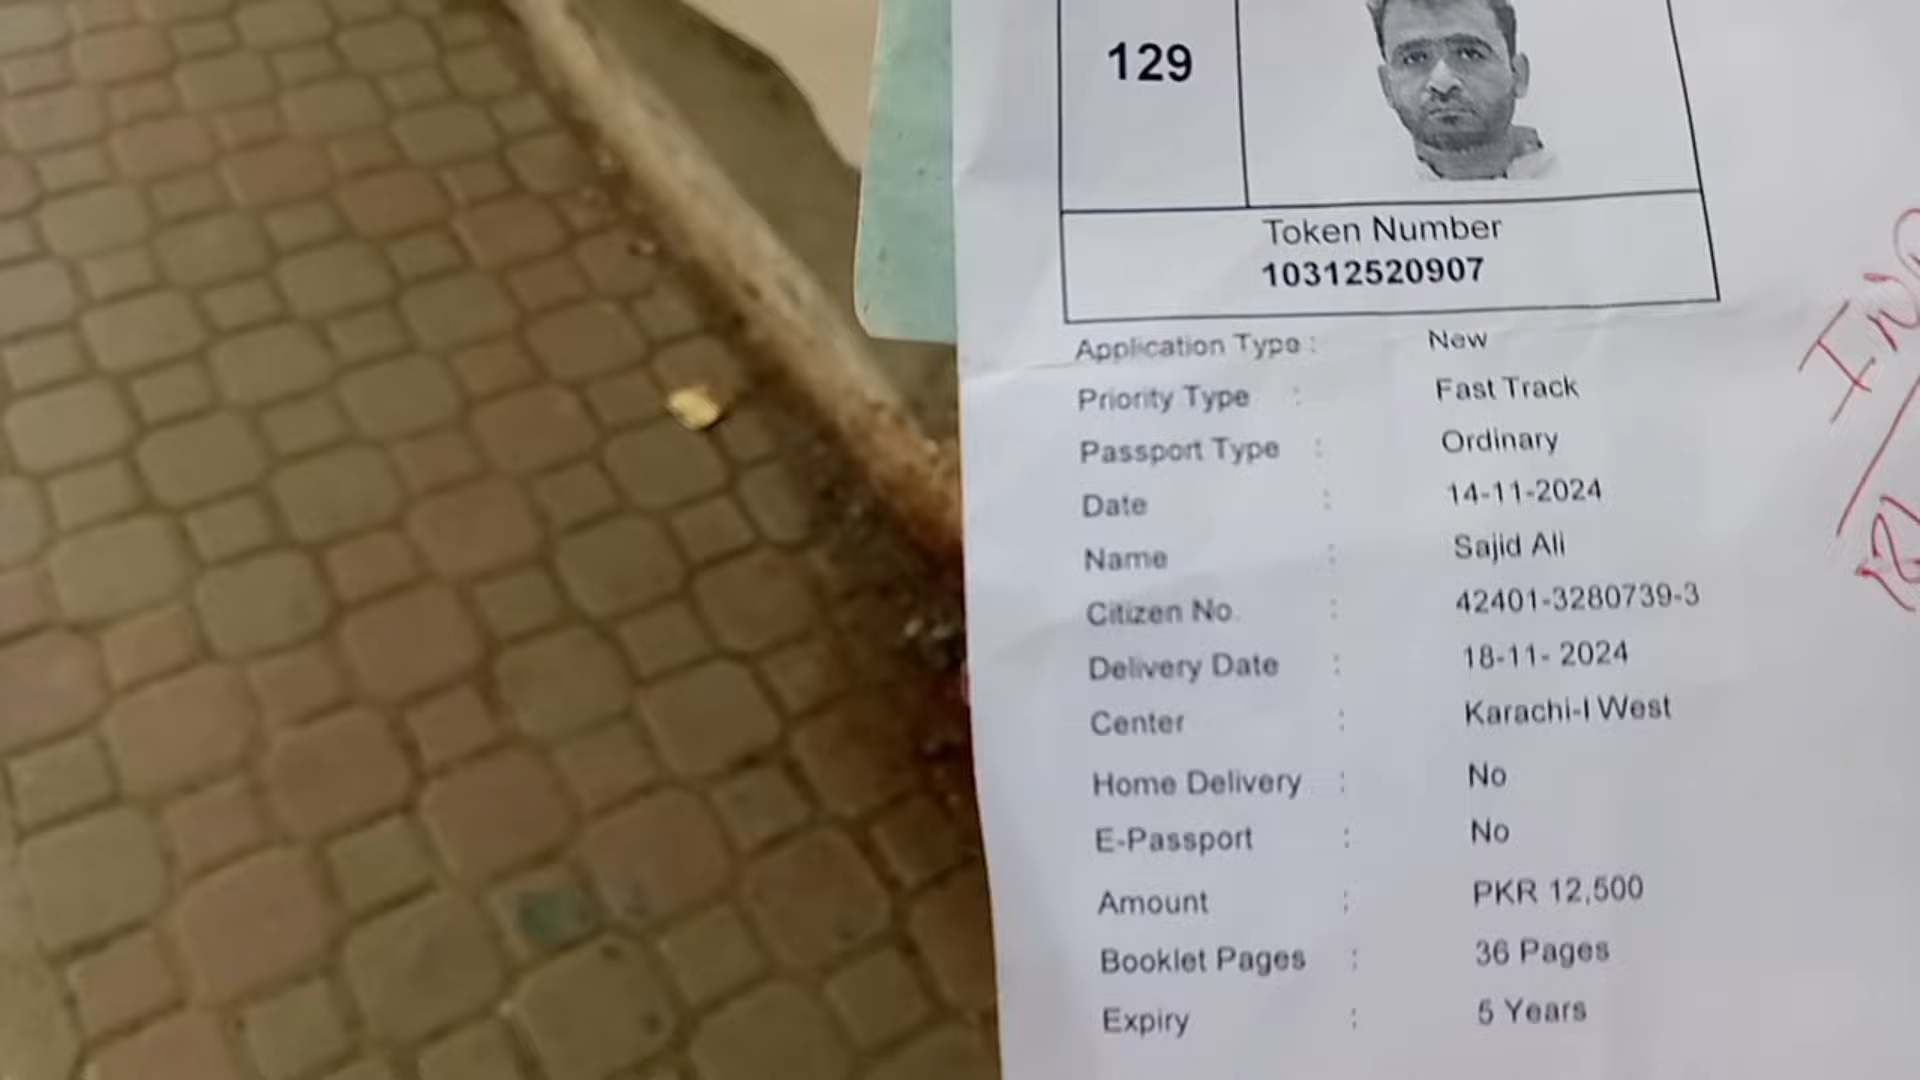 129
Token Number
10312520907
Application Type : New
Priority Type : Fast Track
Passport Type : Ordinary
Date : 14-11-2024
Name : Sajid Ali
Citizen No. : 42401-3280739-3
Delivery Date : 18-11- 2024
Center : Karachi-I West
Home Delivery : No
E-Passport : No
Amount : PKR 12,500
Booklet Pages : 36 Pages
Expiry : 5 Years